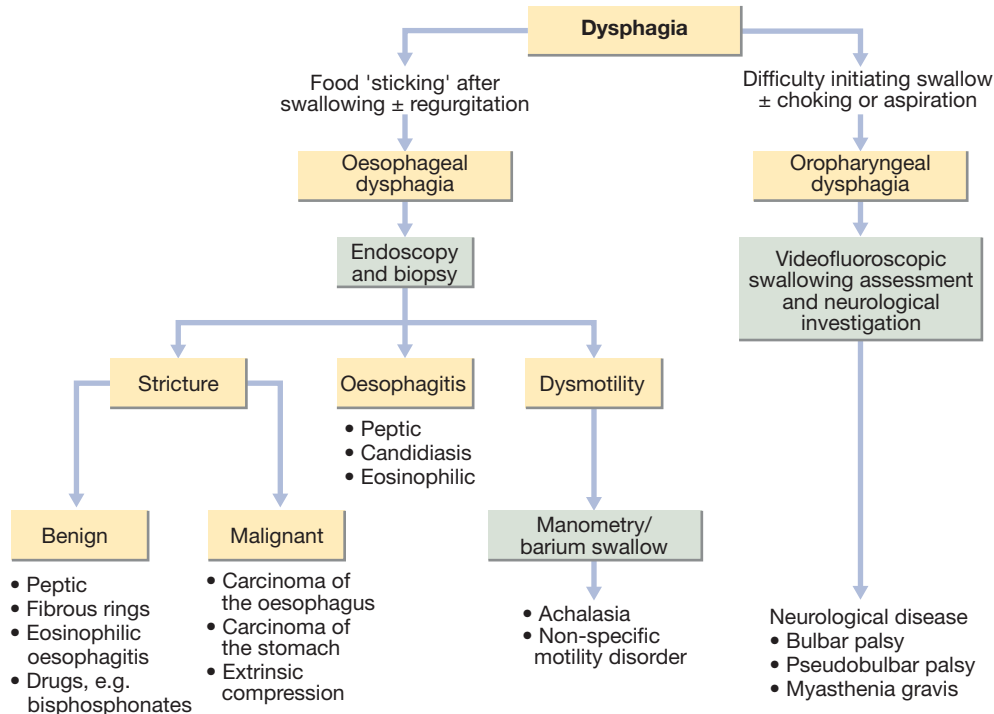 Dysphagia
Food 'sticking' after
swallowing ± regurgitation
Difficulty initiating swallow
± choking or aspiration
Oesophageal
dysphagia
Oropharyngeal
dysphagia
Endoscopy
and biopsy
Videofluoroscopic
swallowing assessment
and neurological
investigation
Stricture
Oesophagitis
• Peptic
• Candidiasis
• Eosinophilic
Dysmotility
Benign
• Peptic
• Fibrous rings
• Eosinophilic
oesophagitis
• Drugs, e.g.
bisphosphonates
Malignant
• Carcinoma of
the oesophagus
• Carcinoma of
the stomach
• Extrinsic
compression
Manometry/
barium swallow
• Achalasia
• Non-specific
motility disorder
Neurological disease
• Bulbar palsy
• Pseudobulbar palsy
• Myasthenia gravis